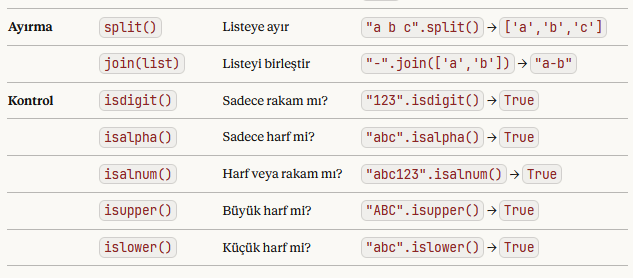 Ayırma split() Listeye ayır "a b c".split() → ['a','b','c']
join(list) Listeyi birleştir "-".join(['a','b']) → "a-b"
Kontrol isdigit() Sadece rakam mı? "123".isdigit() → True
isalpha() Sadece harf mi? "abc".isalpha() → True
isalnum() Harf veya rakam mı? "abc123".isalnum() → True
isupper() Büyük harf mi? "ABC".isupper() → True
islower() Küçük harf mi? "abc".islower() → True